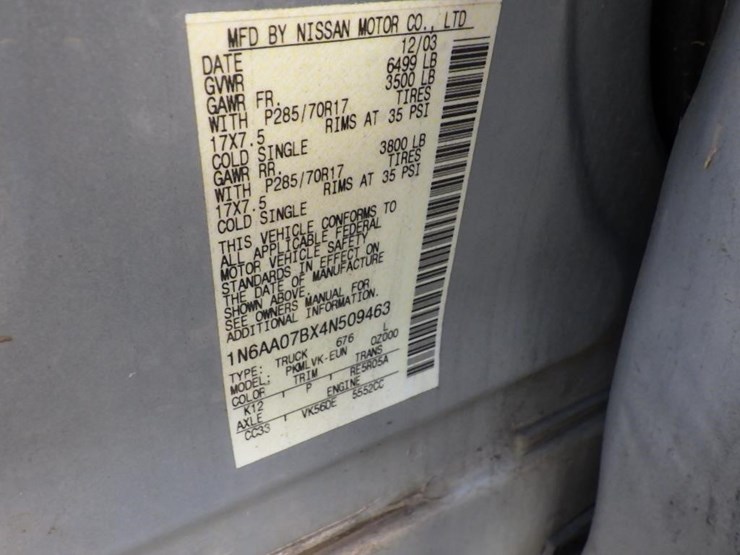 MFD BY NISSAN MOTOR CO., LTD
DATE 12/03
GVWR 6499 LB
GAWR FR. 3500 LB
WITH P285/70R17 TIRES
17X7.5 RIMS AT 35 PSI
COLD SINGLE
GAWR RR. 3800 LB
WITH P285/70R17 TIRES
17X7.5 RIMS AT 35 PSI
COLD SINGLE
THIS VEHICLE CONFORMS TO
ALL APPLICABLE FEDERAL
MOTOR VEHICLE SAFETY
STANDARDS IN EFFECT ON
THE DATE OF MANUFACTURE
SHOWN ABOVE.
SEE OWNERS MANUAL FOR
ADDITIONAL INFORMATION.
1N6AA07BX4N509463
TYPE: TRUCK 676 L
MODEL: PKMLVK-EUN 0Z000
COLOR TRIM TRANS
K12 P RE5R05A
AXLE ENGINE
CC33 VK56DE 5552CC